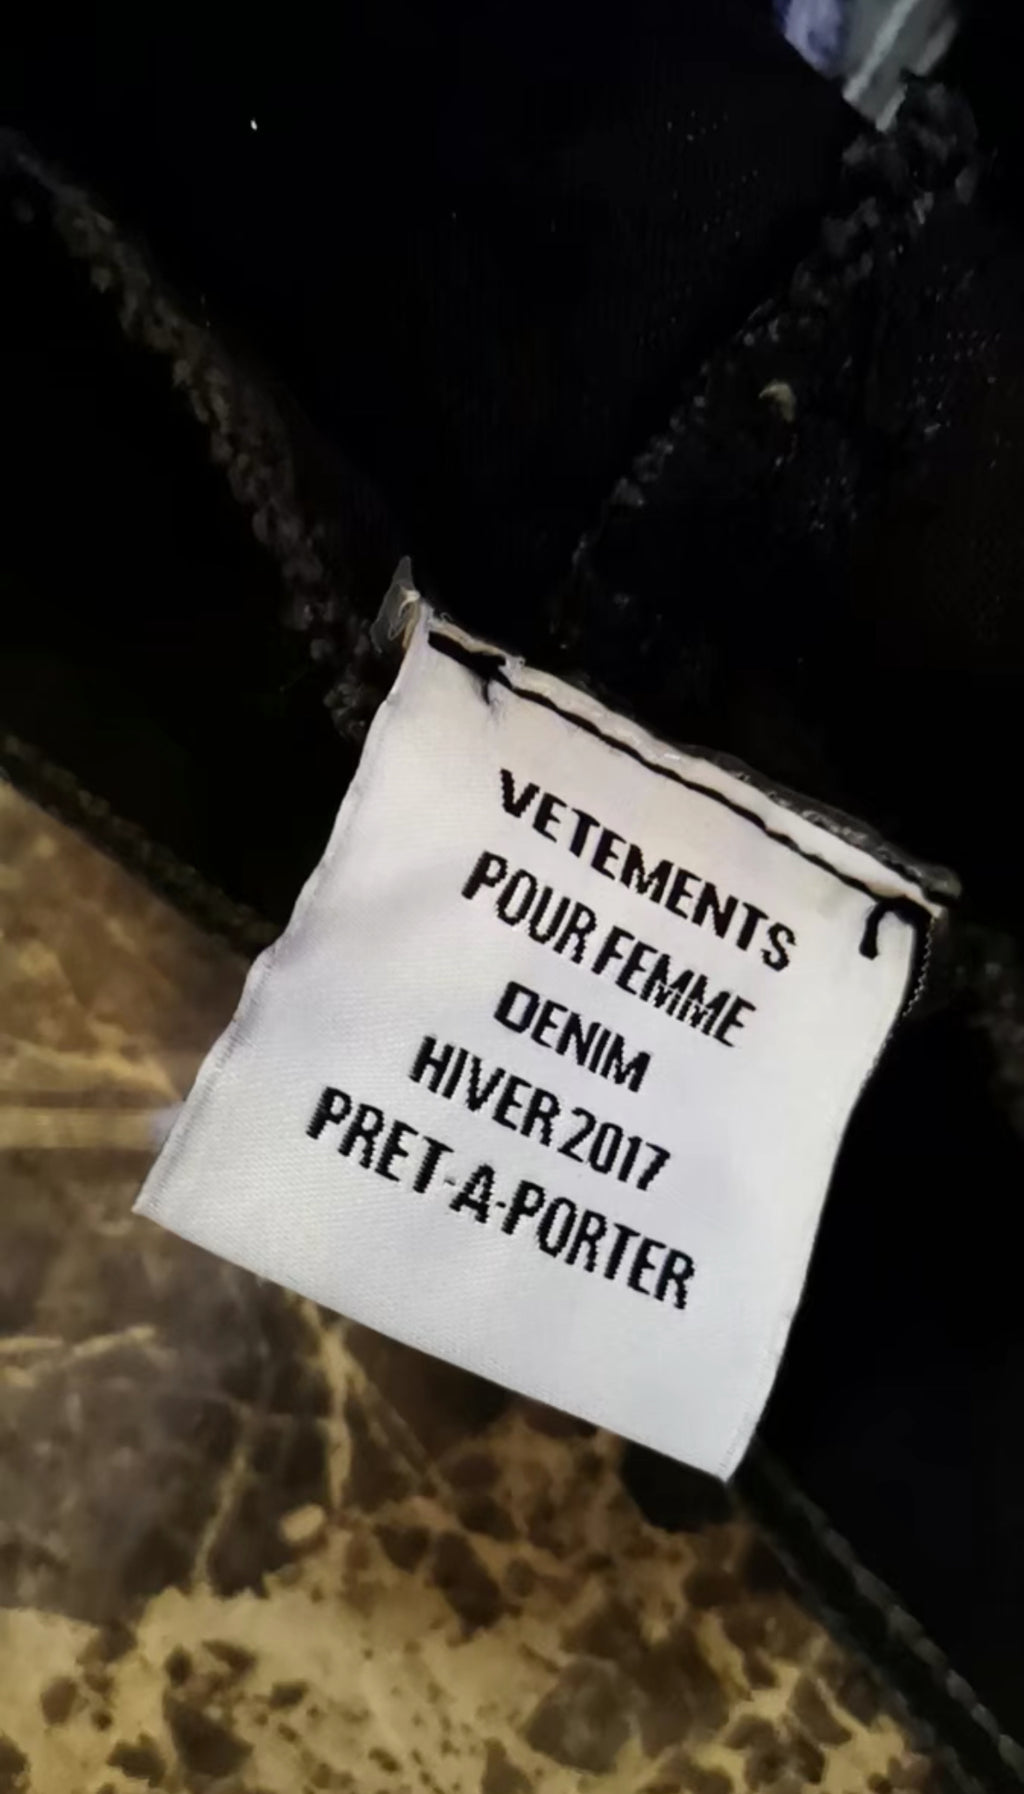 VETEMENTS
POUR FEMME
DENIM
HIVER 2017
PRET-A-PORTER